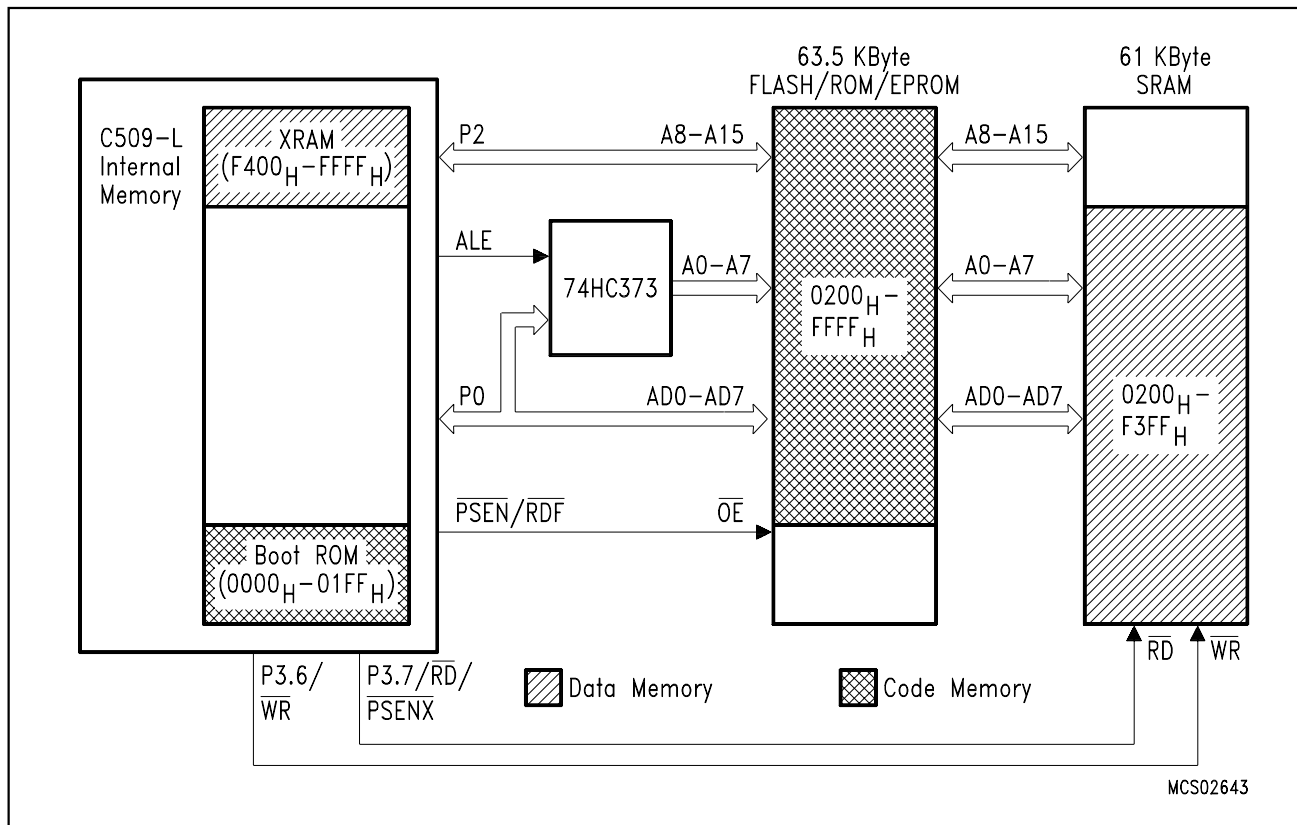 63.5 KByte
FLASH/ROM/EPROM
61 KByte
SRAM
C509-L
Internal
Memory
XRAM
(F400H-FFFFH)
P2
A8-A15
A8-A15
ALE
74HC373
A0-A7
A0-A7
0200H-
FFFFH
P0
AD0-AD7
AD0-AD7
0200H-
F3FFH
PSEN/RDF
OE
Boot ROM
(0000H-01FFH)
RD
WR
P3.6/
WR
P3.7/RD/
PSENX
Data Memory
Code Memory
MCS02643